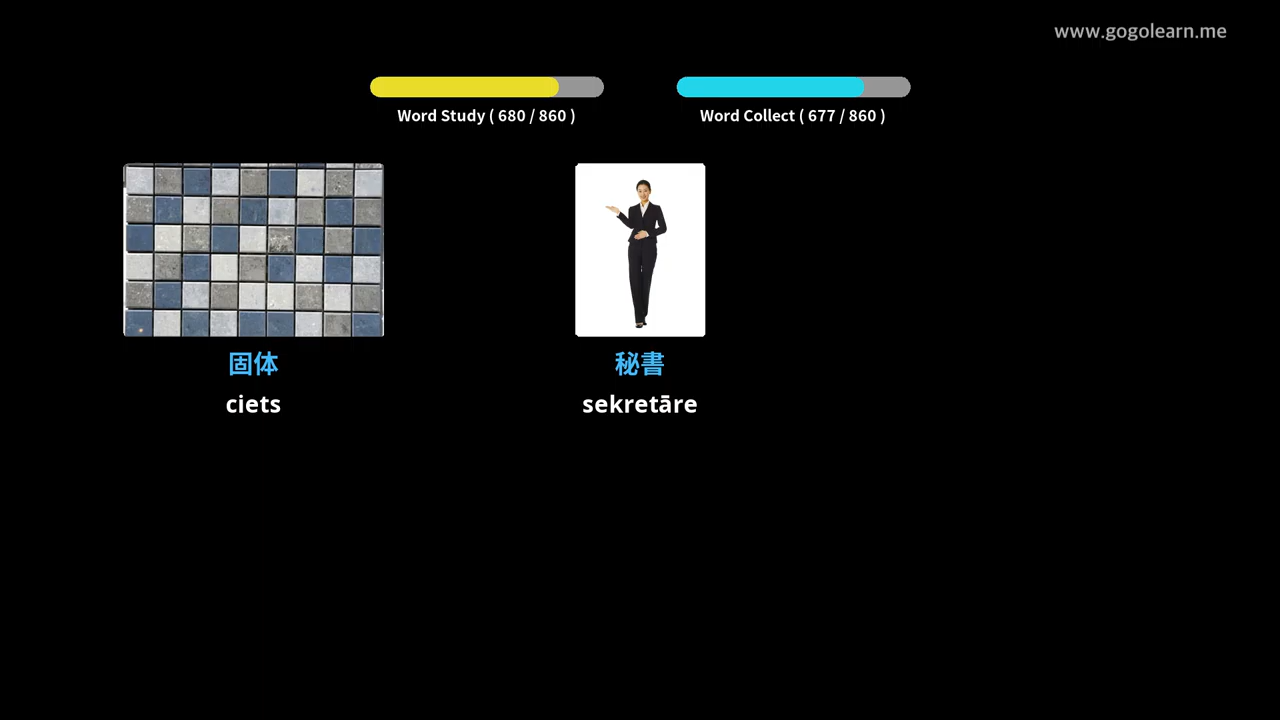 www.gogolearn.me
Word Study ( 680 / 860 )
Word Collect ( 677 / 860 )
固体
ciets
秘書
sekretāre